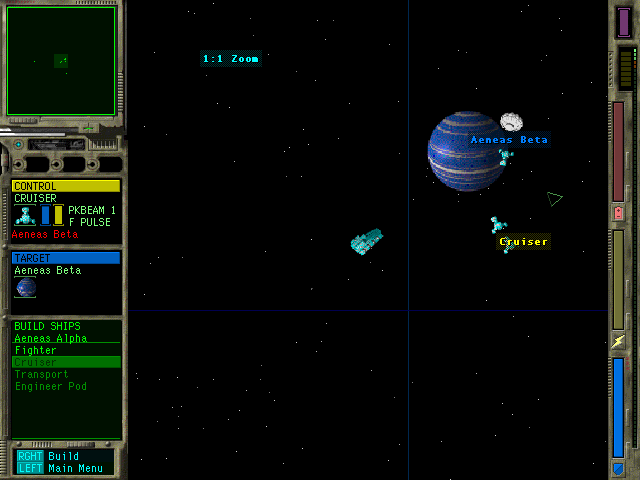 1:1 Zoom
Aeneas Beta
Cruiser
CONTROL
CRUISER
PKBEAM 1
F PULSE
Aeneas Beta
TARGET
Aeneas Beta
BUILD SHIPS
Aeneas Alpha
Fighter
Cruiser
Transport
Engineer Pod
RGHT Build
LEFT Main Menu